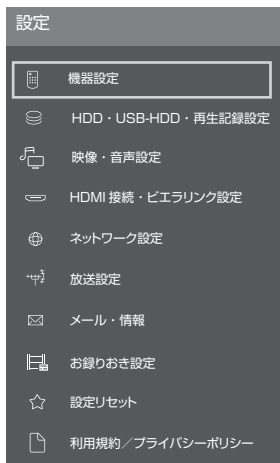 設定
機器設定
HDD・USB-HDD・再生記録設定
映像・音声設定
HDMI 接続・ビエラリンク設定
ネットワーク設定
放送設定
メール・情報
お録りおき設定
設定リセット
利用規約／プライバシーポリシー